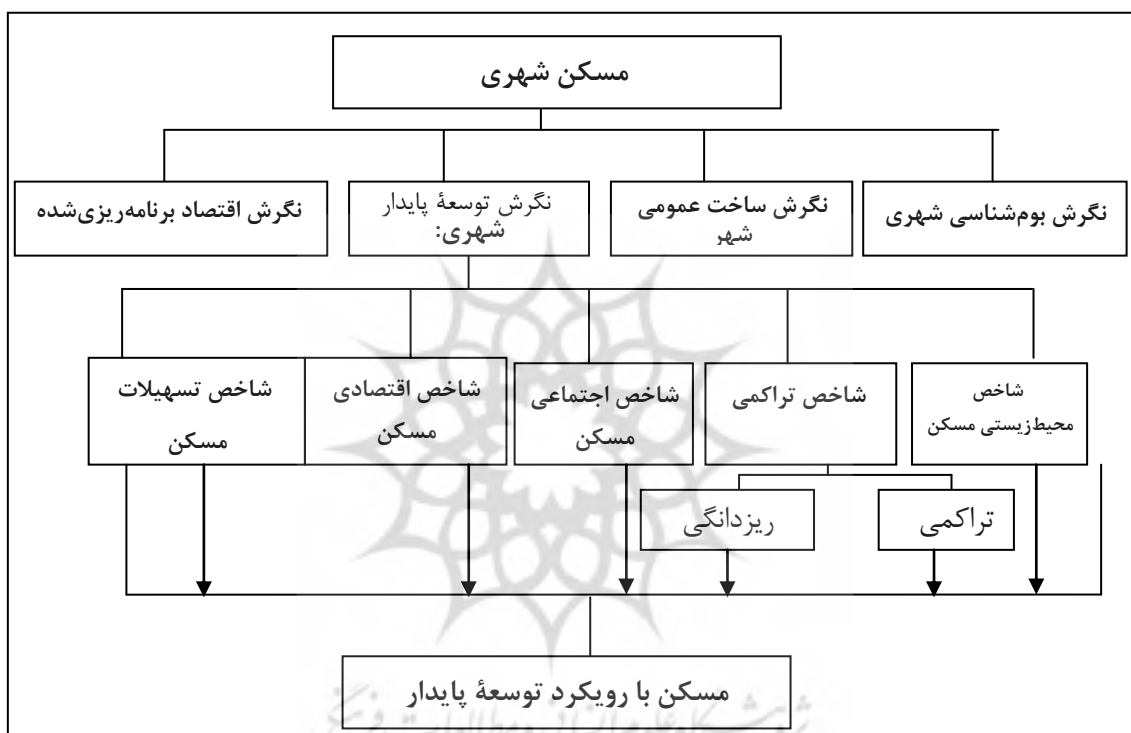 مسکن شهری
نگرش بوم‌شناسی شهری
نگرش ساخت عمومی
شهر
نگرش توسعهٔ پایدار
شهری:
نگرش اقتصاد برنامه‌ریزی‌شده
شاخص
محیط‌زیستی مسکن
شاخص تراکمی
شاخص اجتماعی
مسکن
شاخص اقتصادی
مسکن
شاخص تسهیلات
مسکن
تراکمی
ریزدانگی
مسکن با رویکرد توسعهٔ پایدار